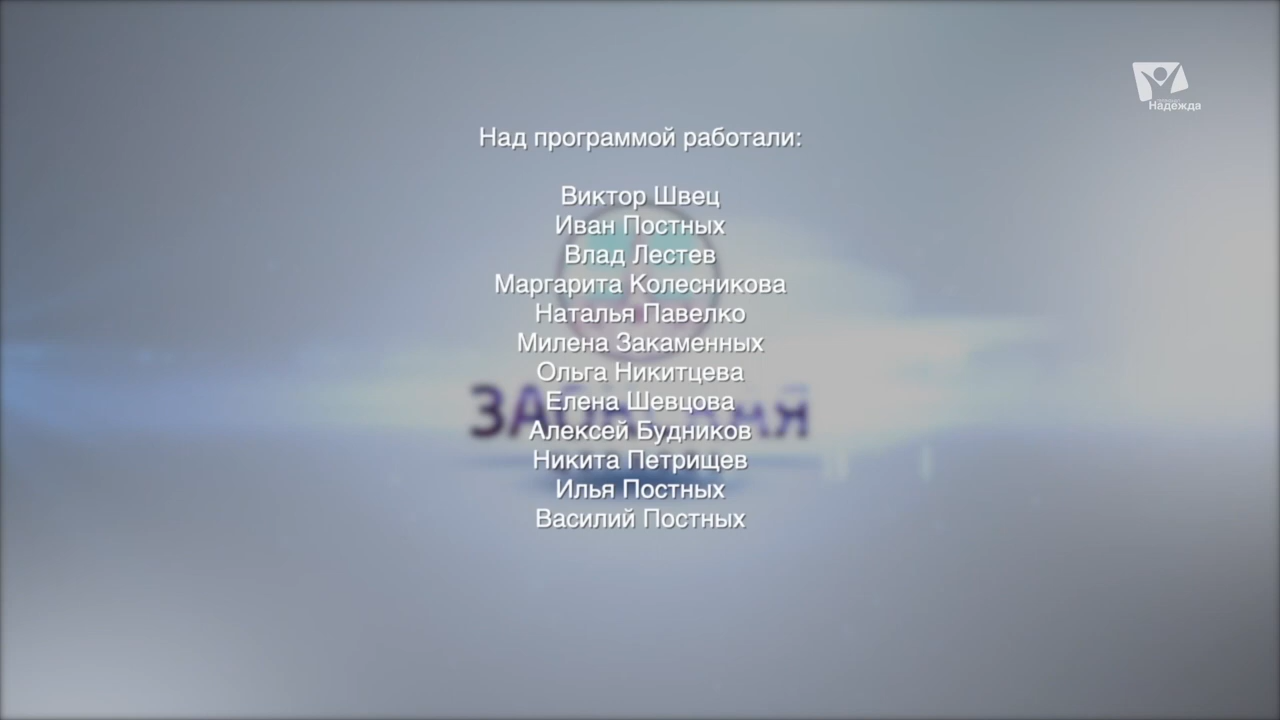 Надежда
Над программой работали:
Виктор Швец
Иван Постных
Влад Лестев
Маргарита Колесникова
Наталья Павелко
Милена Закаменных
Ольга Никитцева
Елена Шевцова
Алексей Будников
Никита Петрищев
Илья Постных
Василий Постных